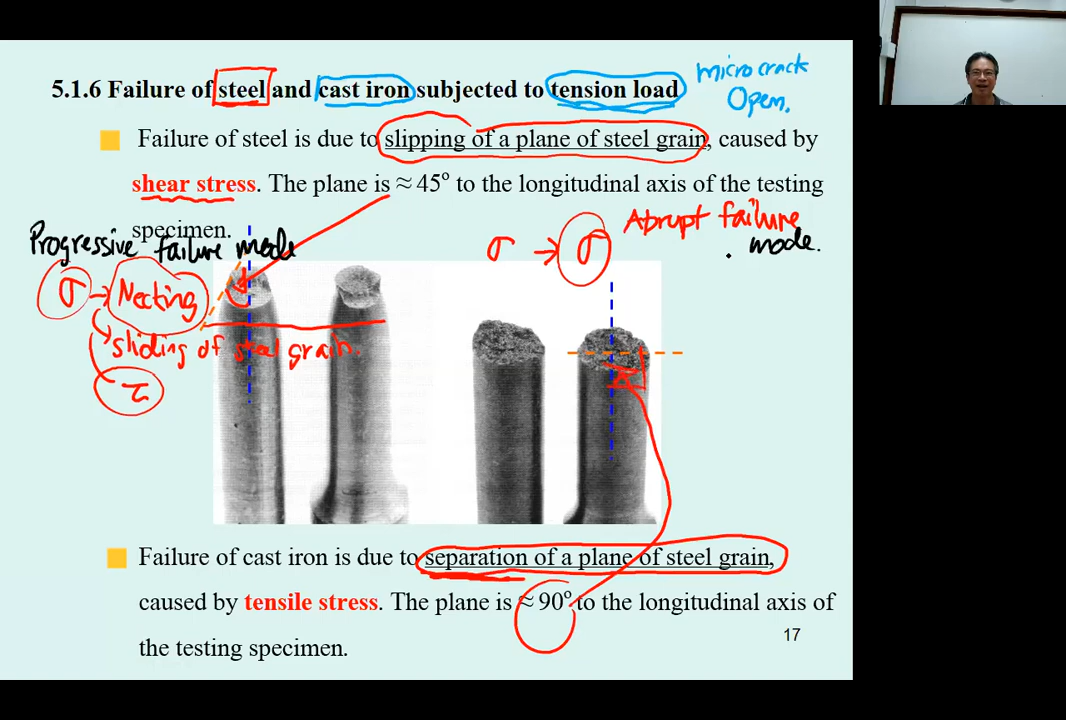 5.1.6 Failure of steel and cast iron subjected to tension load
micro crack
Open.
Failure of steel is due to slipping of a plane of steel grain, caused by
shear stress. The plane is ≈ 45° to the longitudinal axis of the testing
specimen.
Progressive failure mode
σ → Necting
sliding of steel grain.
τ
σ → σ
Abrupt failure
mode.
Failure of cast iron is due to separation of a plane of steel grain,
caused by tensile stress. The plane is ≈ 90° to the longitudinal axis of
the testing specimen.
17